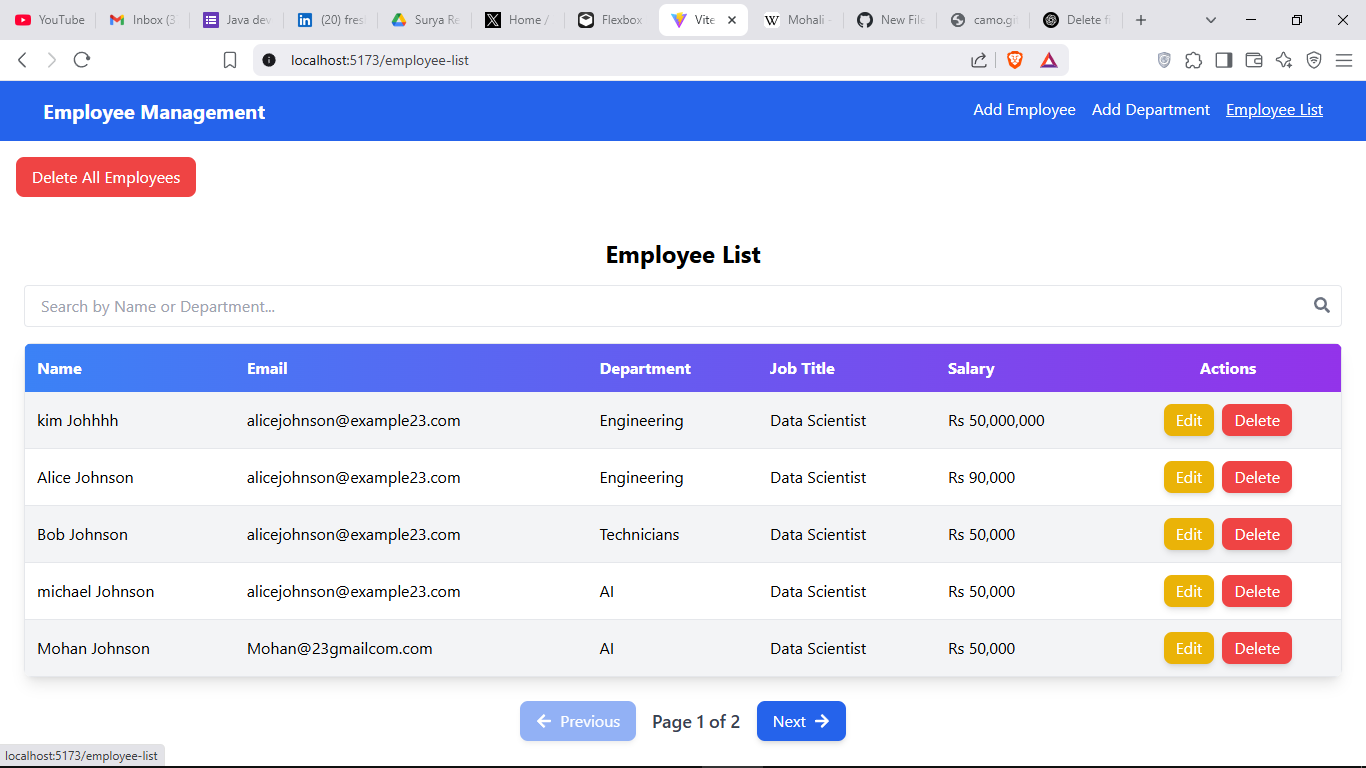 YouTube Inbox (3 Java dev (20) fres Surya Re Home / Flexbox Vite Mohali New File camo.gi Delete fi
localhost:5173/employee-list
Employee Management Add Employee Add Department Employee List
Delete All Employees
Employee List
Search by Name or Department...
Name Email Department Job Title Salary Actions
kim Johhhh alicejohnson@example23.com Engineering Data Scientist Rs 50,000,000 Edit Delete
Alice Johnson alicejohnson@example23.com Engineering Data Scientist Rs 90,000 Edit Delete
Bob Johnson alicejohnson@example23.com Technicians Data Scientist Rs 50,000 Edit Delete
michael Johnson alicejohnson@example23.com AI Data Scientist Rs 50,000 Edit Delete
Mohan Johnson Mohan@23gmailcom.com AI Data Scientist Rs 50,000 Edit Delete
Previous Page 1 of 2 Next
localhost:5173/employee-list